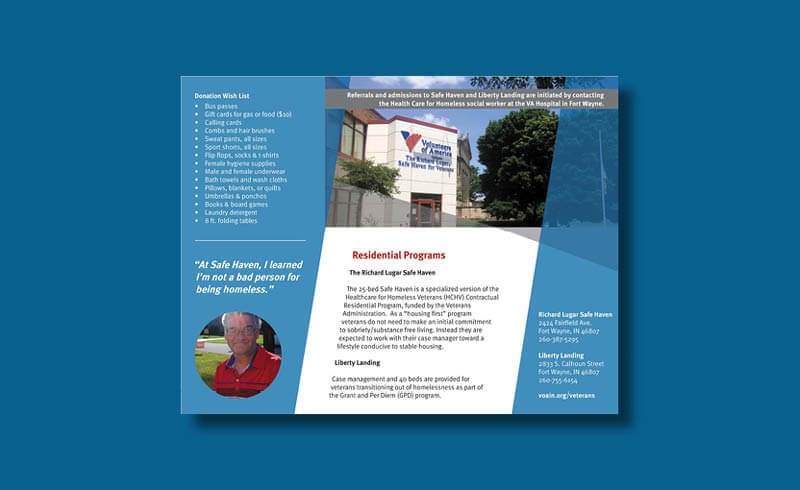 Donation Wish List
• Bus passes
• Gift cards for gas or food ($10)
• Calling cards
• Combs and hair brushes
• Sweat pants, all sizes
• Sport shorts, all sizes
• Flip flops, socks & t-shirts
• Female hygiene supplies
• Male and female underwear
• Bath towels and wash cloths
• Pillows, blankets, or quilts
• Umbrellas & ponchos
• Books & board games
• Laundry detergent
• 8 ft. folding tables
“At Safe Haven, I learned
I’m not a bad person for
being homeless.”
Referrals and admissions to Safe Haven and Liberty Landing are initiated by contacting
the Health Care for Homeless social worker at the VA Hospital in Fort Wayne.
Volunteers
of America
The Richard Lugar
Safe Haven for Veterans
Residential Programs
The Richard Lugar Safe Haven
The 25-bed Safe Haven is a specialized version of the
Healthcare for Homeless Veterans (HCHV) Contractual
Residential Program, funded by the Veterans
Administration. As a “housing first” program
veterans do not need to make an initial commitment
to sobriety/substance free living. Instead they are
expected to work with their case manager toward a
lifestyle conducive to stable housing.
Liberty Landing
Case management and 40 beds are provided for
veterans transitioning out of homelessness as part of
the Grant and Per Diem (GPD) program.
Richard Lugar Safe Haven
2424 Fairfield Ave.
Fort Wayne, IN 46807
260-387-5295
Liberty Landing
2833 S. Calhoun Street
Fort Wayne, IN 46807
260-755-6154
voain.org/veterans